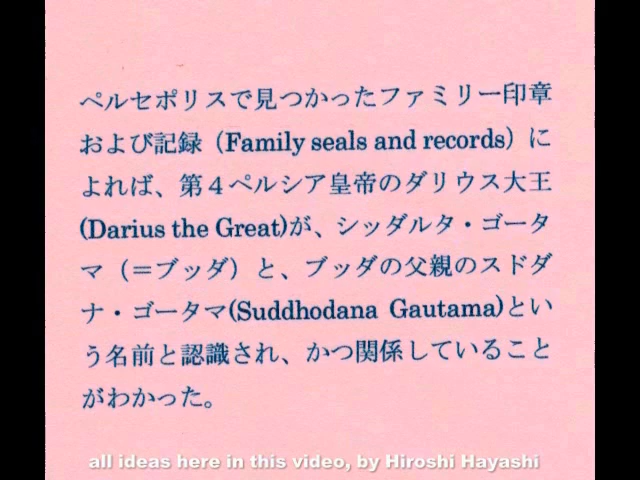 ペルセポリスで見つかったファミリー印章
および記録（Family seals and records）に
よれば、第４ペルシア皇帝のダリウス大王
(Darius the Great)が、シッダルタ・ゴータ
マ（＝ブッダ）と、ブッダの父親のスドダ
ナ・ゴータマ(Suddhodana Gautama)とい
う名前と認識され、かつ関係していること
がわかった。
all ideas here in this video, by Hiroshi Hayashi